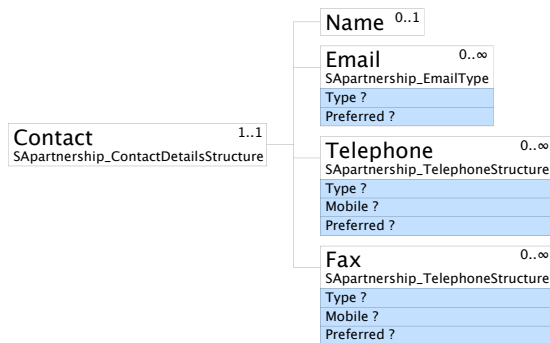 Name 0..1
Email 0..∞
SApartnership_EmailType
Type ?
Preferred ?
Contact 1..1
SApartnership_ContactDetailsStructure
Telephone 0..∞
SApartnership_TelephoneStructure
Type ?
Mobile ?
Preferred ?
Fax 0..∞
SApartnership_TelephoneStructure
Type ?
Mobile ?
Preferred ?